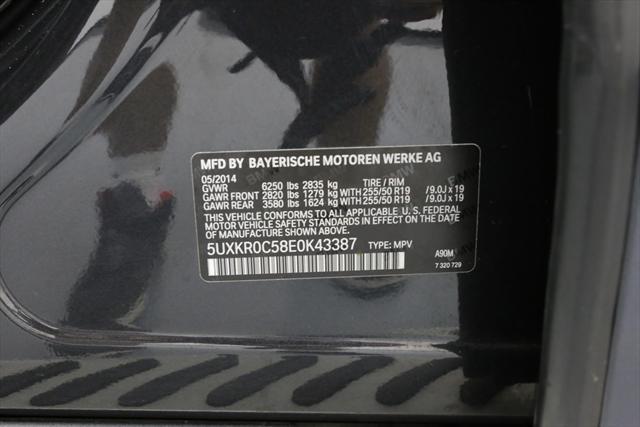 MFD BY BAYERISCHE MOTOREN WERKE AG
05/2014
GVWR 6250 lbs 2835 kg TIRE / RIM
GAWR FRONT 2820 lbs 1279 kg WITH 255/50 R19 / 9.0J x 19
GAWR REAR 3580 lbs 1624 kg WITH 255/50 R19 / 9.0J x 19
THIS VEHICLE CONFORMS TO ALL APPLICABLE U. S. FEDERAL
MOTOR VEHICLE SAFETY STANDARDS IN EFFECT ON THE
DATE OF MANUFACTURE SHOWN ABOVE.
5UXKR0C58E0K43387 TYPE: MPV A90M
7 320 729